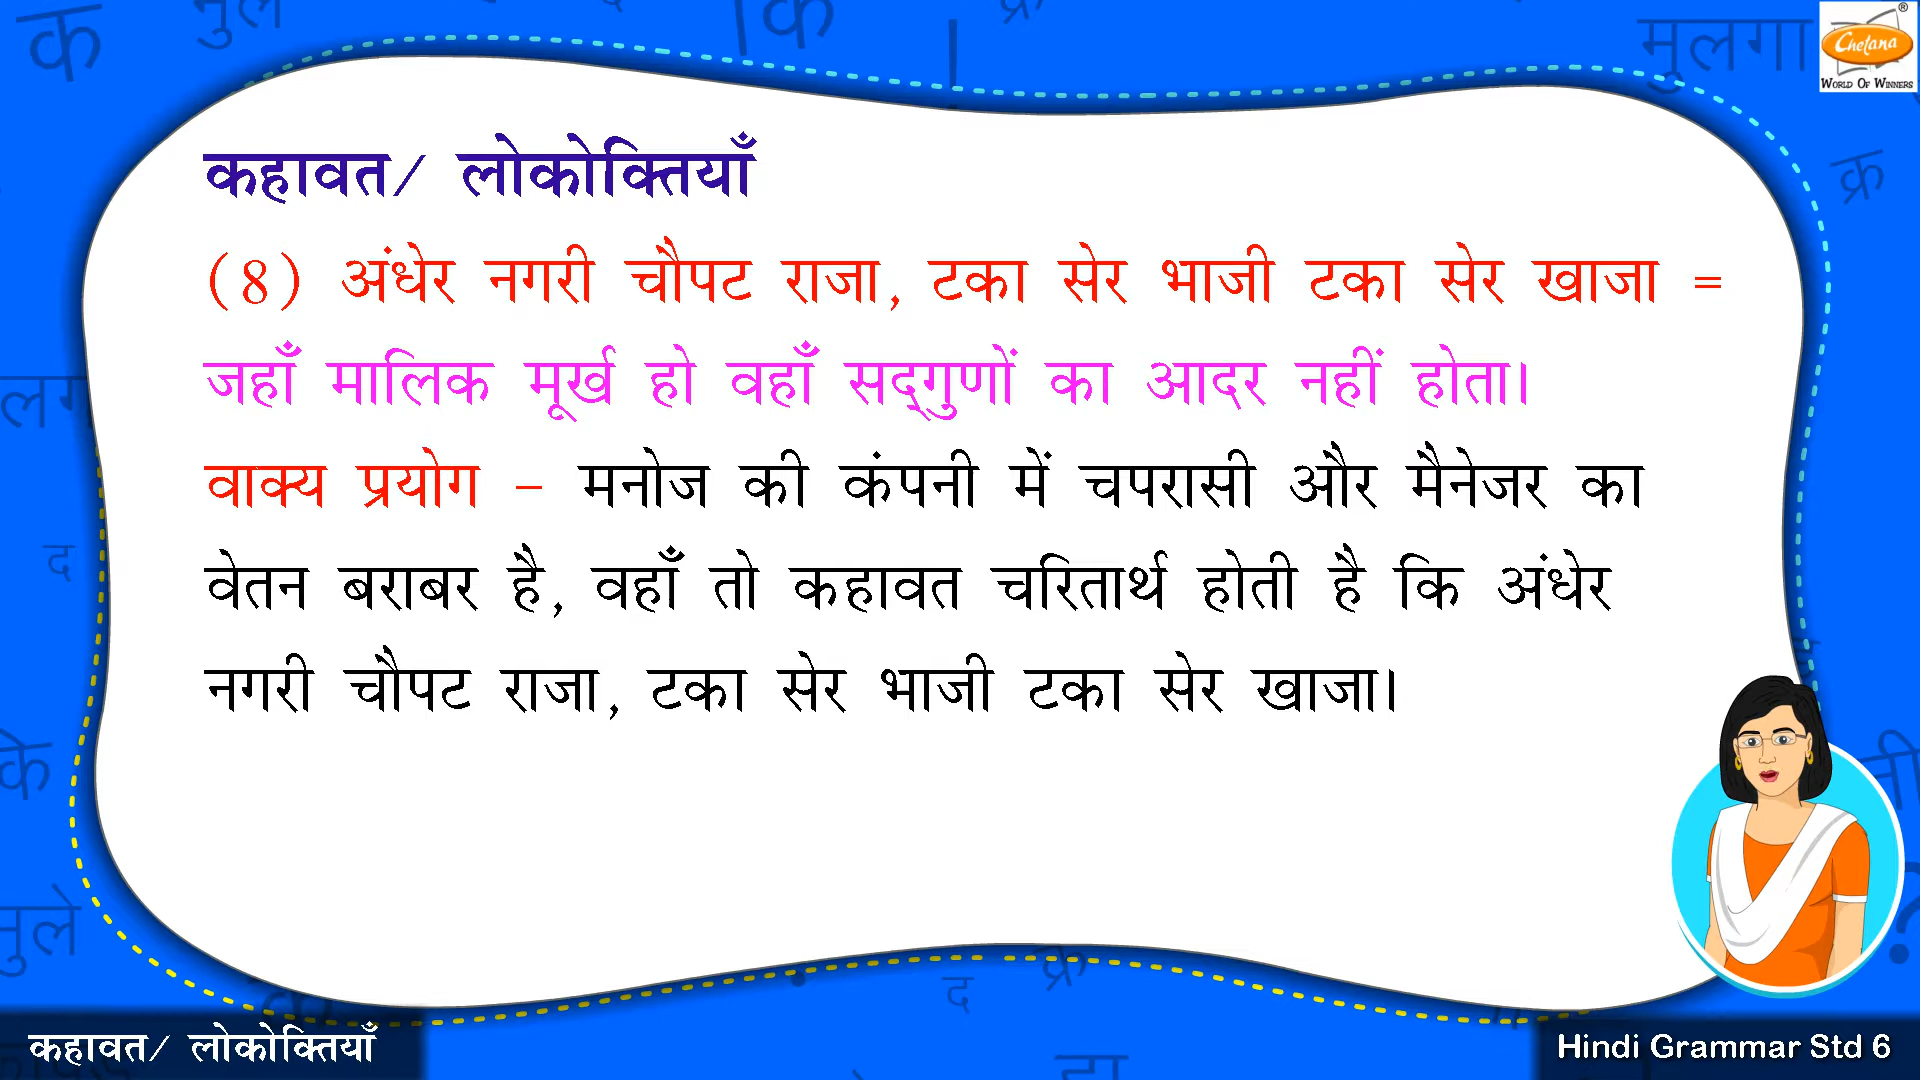 Chetana
WORLD OF WINNERS
कहावत/ लोकोक्तियाँ
(8) अंधेर नगरी चौपट राजा, टका सेर भाजी टका सेर खाजा =
जहाँ मालिक मूर्ख हो वहाँ सद्‌गुणों का आदर नहीं होता।
वाक्य प्रयोग – मनोज की कंपनी में चपरासी और मैनेजर का
वेतन बराबर है, वहाँ तो कहावत चरितार्थ होती है कि अंधेर
नगरी चौपट राजा, टका सेर भाजी टका सेर खाजा।
कहावत/ लोकोक्तियाँ
Hindi Grammar Std 6